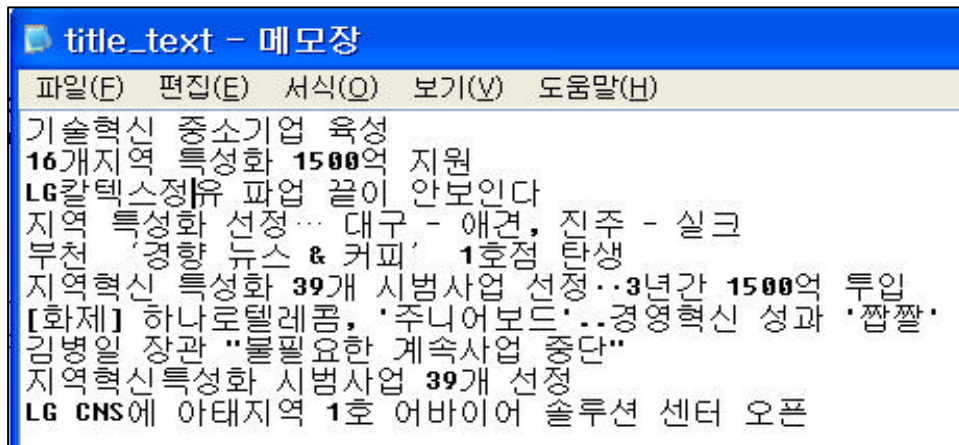 title_text - 메모장
파일(F) 편집(E) 서식(O) 보기(V) 도움말(H)
기술혁신 중소기업 육성
16개지역 특성화 1500억 지원
LG칼텍스정유 파업 끝이 안보인다
지역 특성화 선정… 대구 - 애견, 진주 - 실크
부천 ‘경향 뉴스 & 커피’ 1호점 탄생
지역혁신 특성화 39개 시범사업 선정··3년간 1500억 투입
[화제] 하나로텔레콤, '주니어보드'..경영혁신 성과 '짭짤'
김병일 장관 "불필요한 계속사업 중단"
지역혁신특성화 시범사업 39개 선정
LG CNS에 아태지역 1호 어바이어 솔루션 센터 오픈